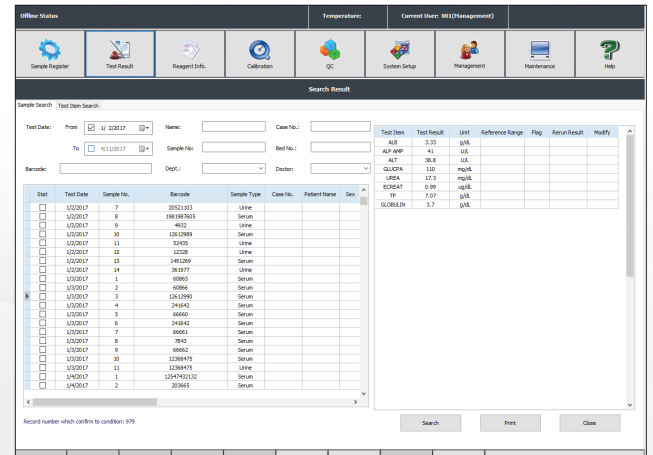 Offline Status Temperature: Current User: 001(Management)
Sample Register Test Result Reagent Info. Calibration QC System Setup Management Maintenance Help
Search Result
Sample Search Test Item Search
Test Date: From 1/ 2/2017 Name: Case No.:
To 4/11/2017 Sample No: Bed No.:
Barcode: Dept.: Doctor:
Stat Test Date Sample No. Barcode Sample Type Case No. Patient Name Sex
1/2/2017 7 20521103 Urine
1/2/2017 8 1981987605 Serum
1/2/2017 9 4932 Urine
1/2/2017 10 12612989 Serum
1/2/2017 11 52435 Urine
1/2/2017 12 12328 Urine
1/2/2017 13 1491269 Serum
1/2/2017 14 361977 Urine
1/3/2017 1 60865 Serum
1/3/2017 2 60866 Serum
1/3/2017 3 12612990 Serum
1/3/2017 4 241642 Serum
1/3/2017 5 66660 Serum
1/3/2017 6 241642 Serum
1/3/2017 7 66661 Serum
1/3/2017 8 7843 Serum
1/3/2017 9 66662 Serum
1/3/2017 10 12368475 Serum
1/3/2017 11 12368475 Urine
1/4/2017 1 12547432132 Serum
1/4/2017 2 203665 Serum
Record number which confirm to condition: 979
Test Item Test Result Unit Reference Range Flag Rerun Result Modify
ALB 3.33 g/dL
ALP AMP 41 U/L
ALT 38.8 U/L
GLUCPA 110 mg/dL
UREA 17.3 mg/dL
ECREAT 0.99 ug/dL
TP 7.07 g/dL
GLOBULIN 3.7 g/dL
Search Print Close